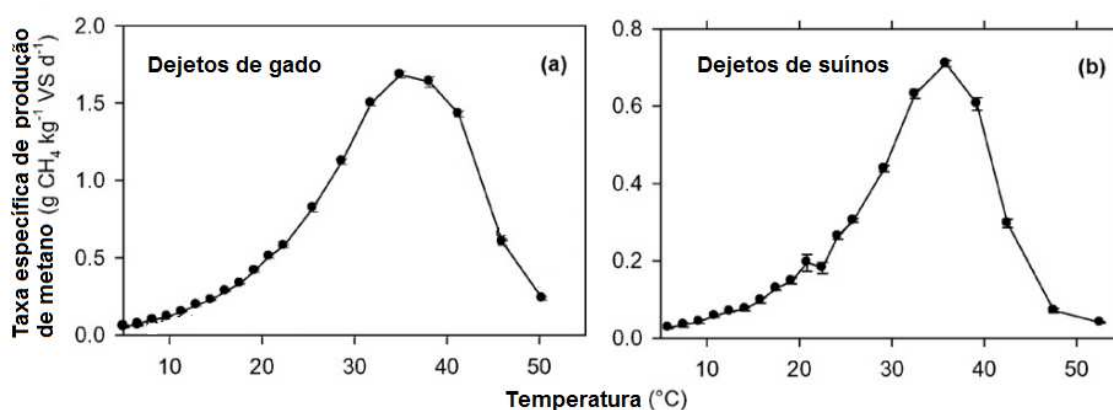 Taxa específica de produção
de metano (g CH₄ kg⁻¹ VS d⁻¹)
2.0
1.5
1.0
0.5
0.0
Dejetos de gado
(a)
10
20
30
40
50
0.8
0.6
0.4
0.2
0.0
Dejetos de suínos
(b)
10
20
30
40
50
Temperatura (°C)